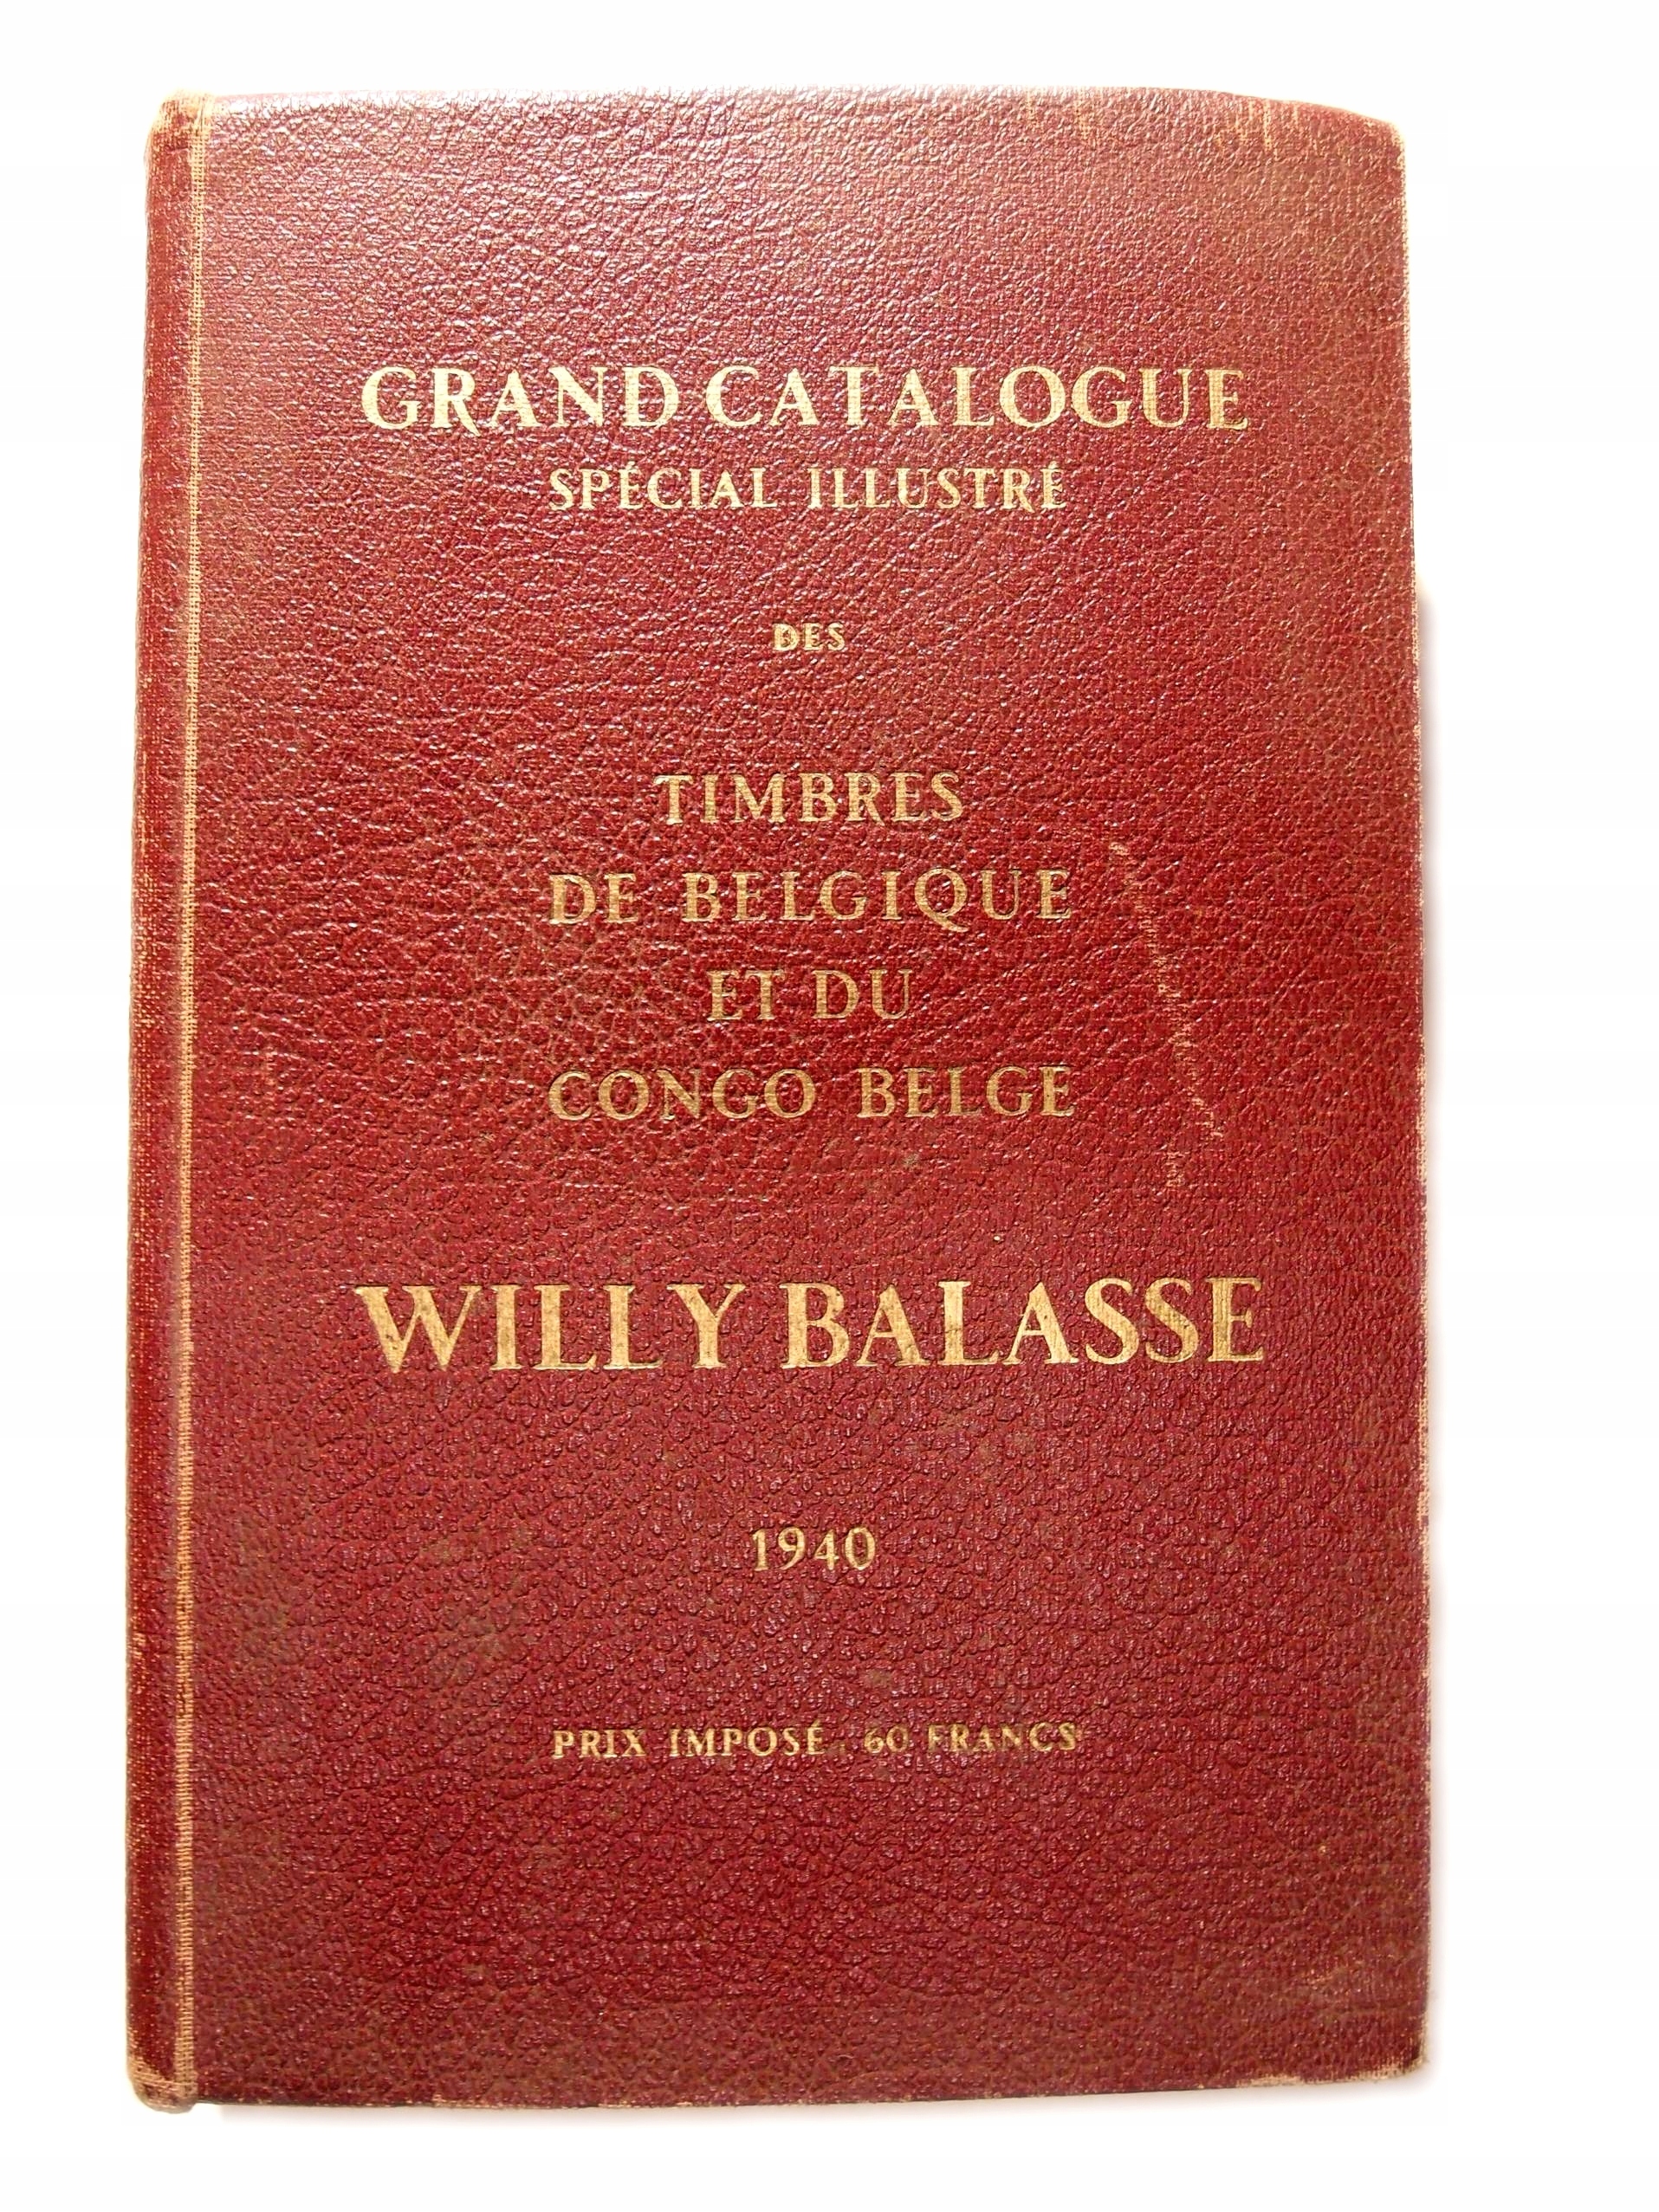 GRAND CATALOGUE
SPÉCIAL ILLUSTRÉ
DES
TIMBRES
DE BELGIQUE
ET DU
CONGO BELGE
WILLY BALASSE
1940
PRIX IMPOSÉ . 60 FRANCS